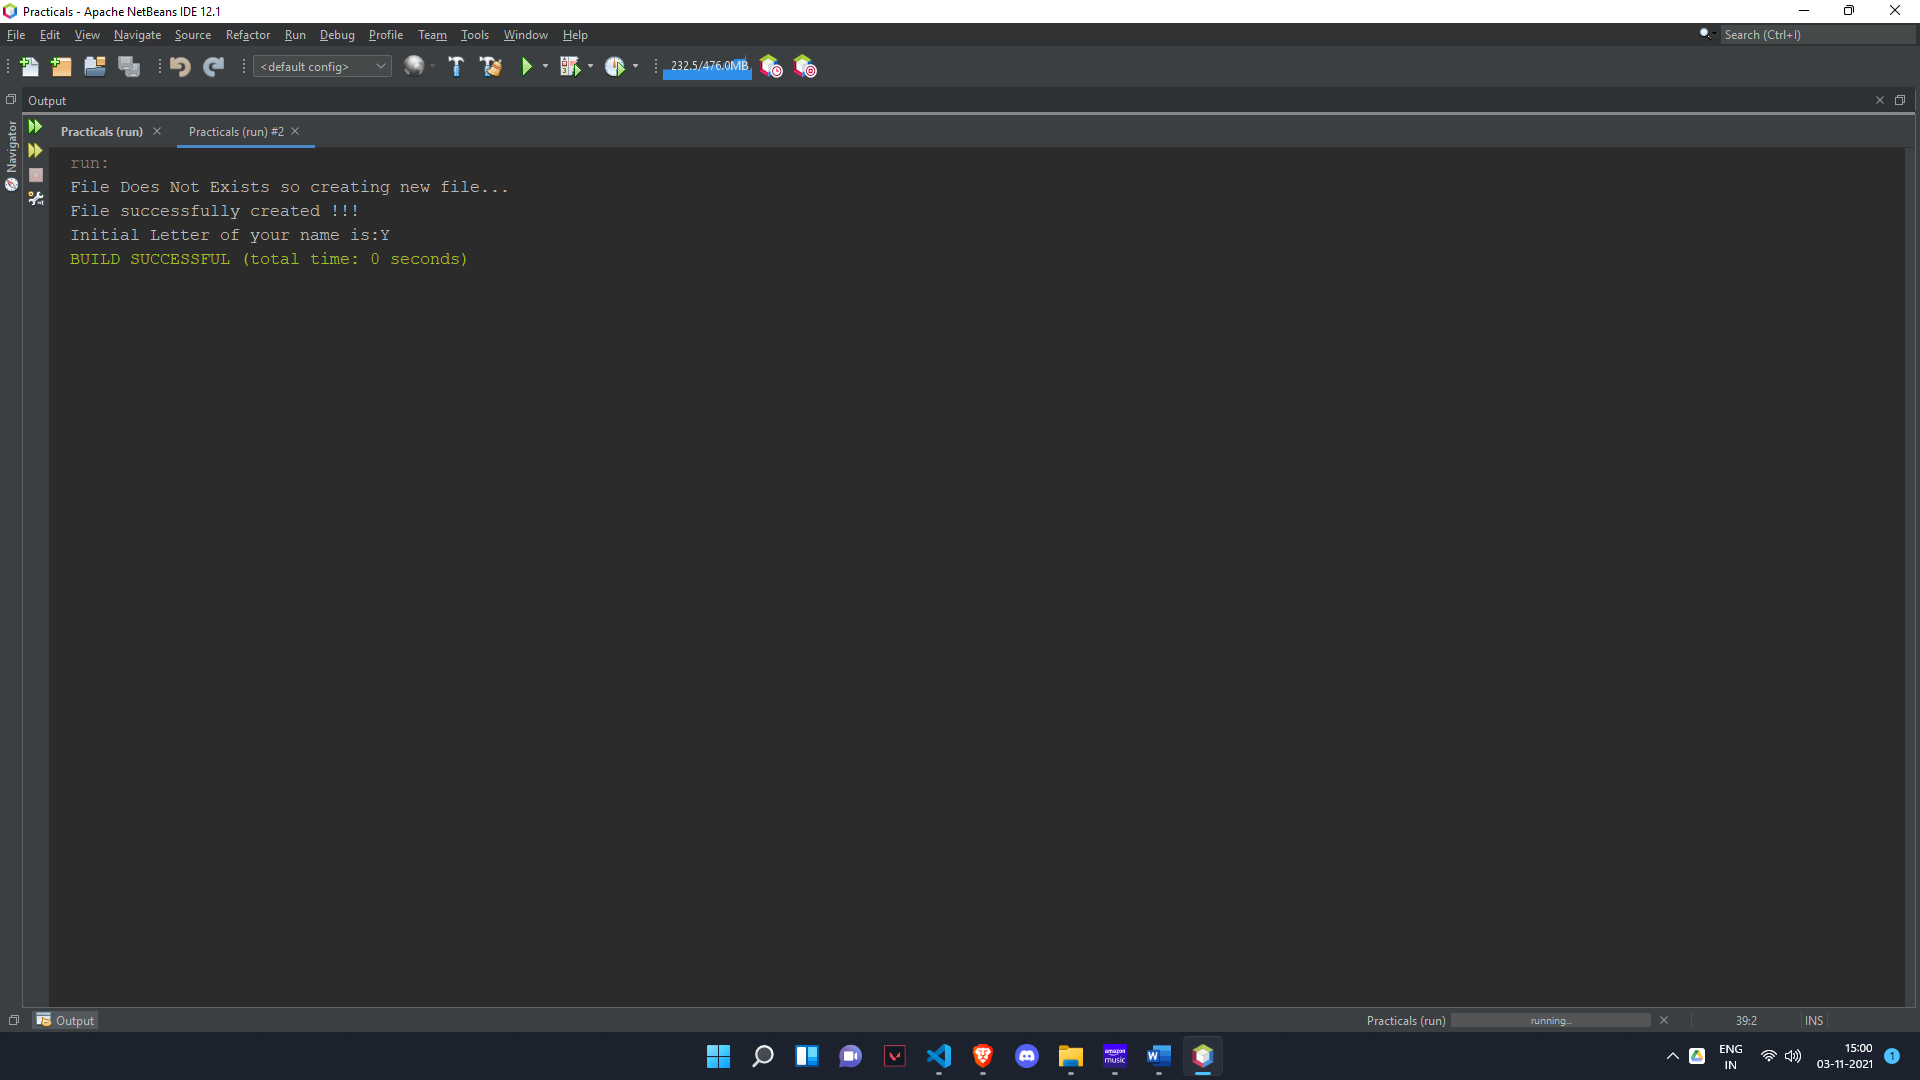 Practicals - Apache NetBeans IDE 12.1
File Edit View Navigate Source Refactor Run Debug Profile Team Tools Window Help
Search (Ctrl+I)
<default config>
232.5/476.0MB
Output
Navigator
Practicals (run)
Practicals (run) #2
run:
File Does Not Exists so creating new file...
File successfully created !!!
Initial Letter of your name is:Y
BUILD SUCCESSFUL (total time: 0 seconds)
Output
Practicals (run)
running...
39:2
INS
amazon
music
ENG
IN
15:00
03-11-2021
1